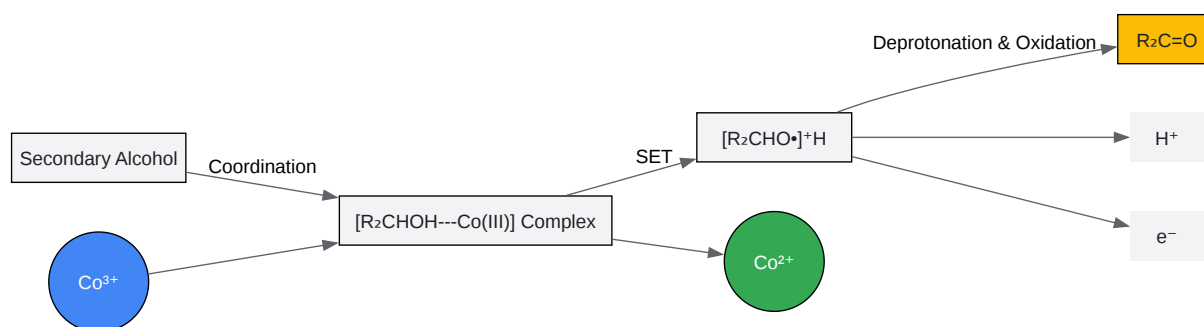 Secondary Alcohol
Coordination
Co³⁺
[R₂CHOH---Co(III)] Complex
SET
[R₂CHO•]⁺H
Co²⁺
Deprotonation & Oxidation
R₂C=O
H⁺
e⁻